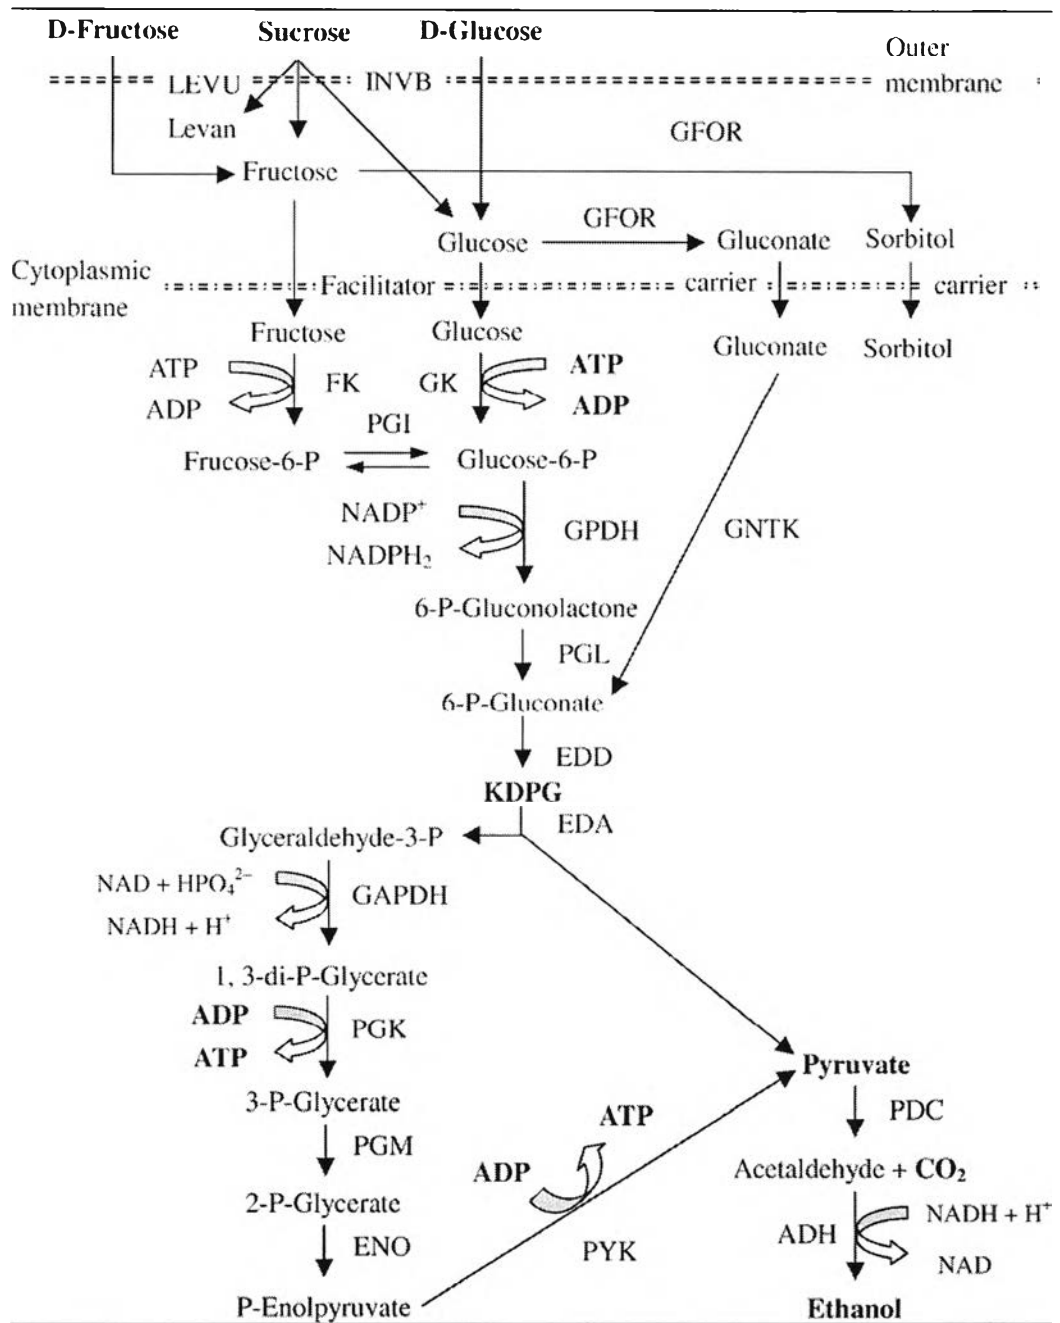 D-Fructose Sucrose D-Glucose
Outer
membrane
LEVU INVB
Levan
GFOR
Fructose
GFOR
Glucose Gluconate Sorbitol
Cytoplasmic
membrane
Facilitator carrier carrier
Fructose Glucose
Gluconate Sorbitol
ATP FK GK ATP
ADP ADP
PGI
Frucose-6-P Glucose-6-P
NADP⁺
GPDH GNTK
NADPH₂
6-P-Gluconolactone
PGL
6-P-Gluconate
EDD
KDPG
EDA
Glyceraldehyde-3-P
NAD + HPO₄²⁻
GAPDH
NADH + H⁺
1, 3-di-P-Glycerate
ADP
PGK
ATP
Pyruvate
3-P-Glycerate
PDC
ATP
PGM
ADP
Acetaldehyde + CO₂
2-P-Glycerate
NADH + H⁺
ADH
ENO
PYK
NAD
P-Enolpyruvate
Ethanol